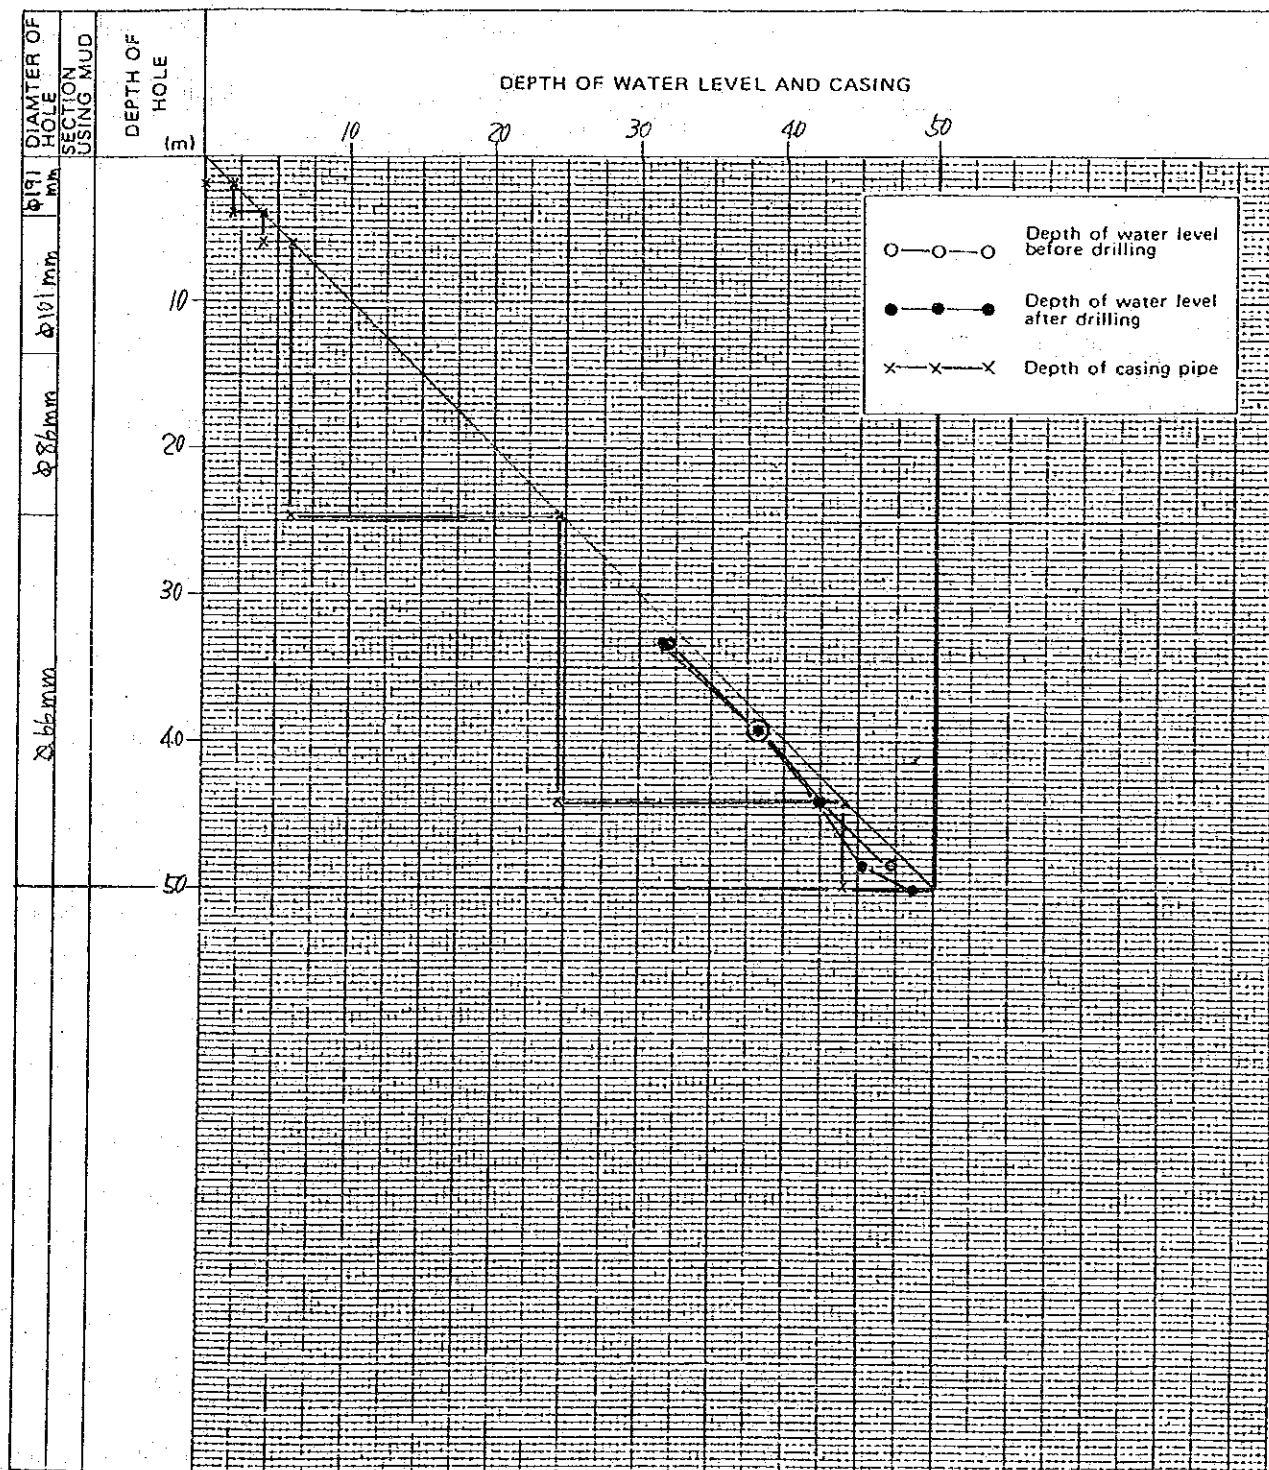 DIAMTER OF
HOLE
SECTION
USING MUD
DEPTH OF
HOLE
(m)
DEPTH OF WATER LEVEL AND CASING
10
20
30
40
50
ϕ191
mm
ϕ101mm
ϕ86mm
ϕ66mm
10
20
30
40
50
Depth of water level
before drilling
Depth of water level
after drilling
Depth of casing pipe